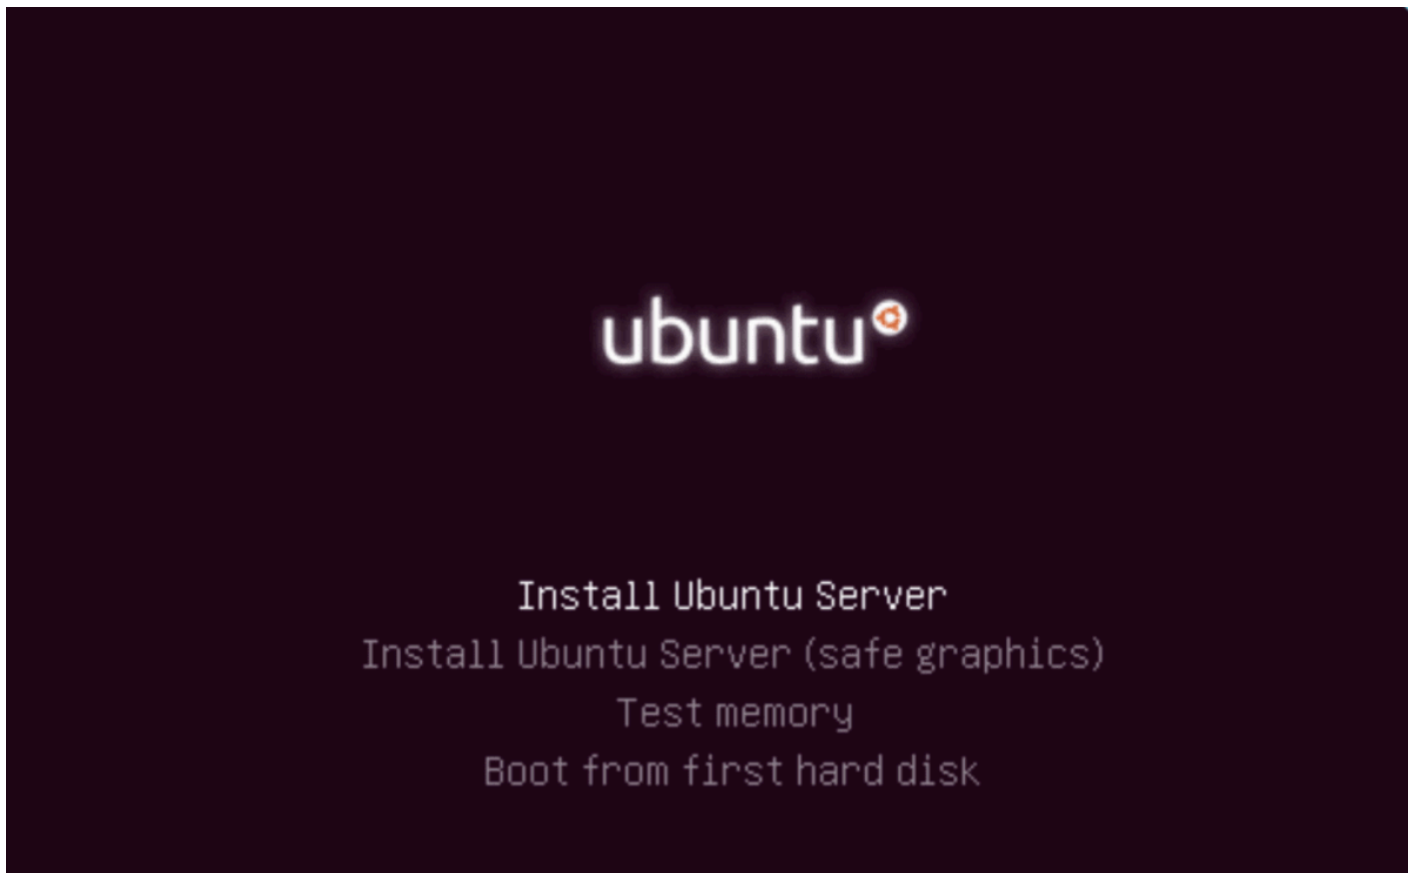 ubuntu
Install Ubuntu Server
Install Ubuntu Server (safe graphics)
Test memory
Boot from first hard disk